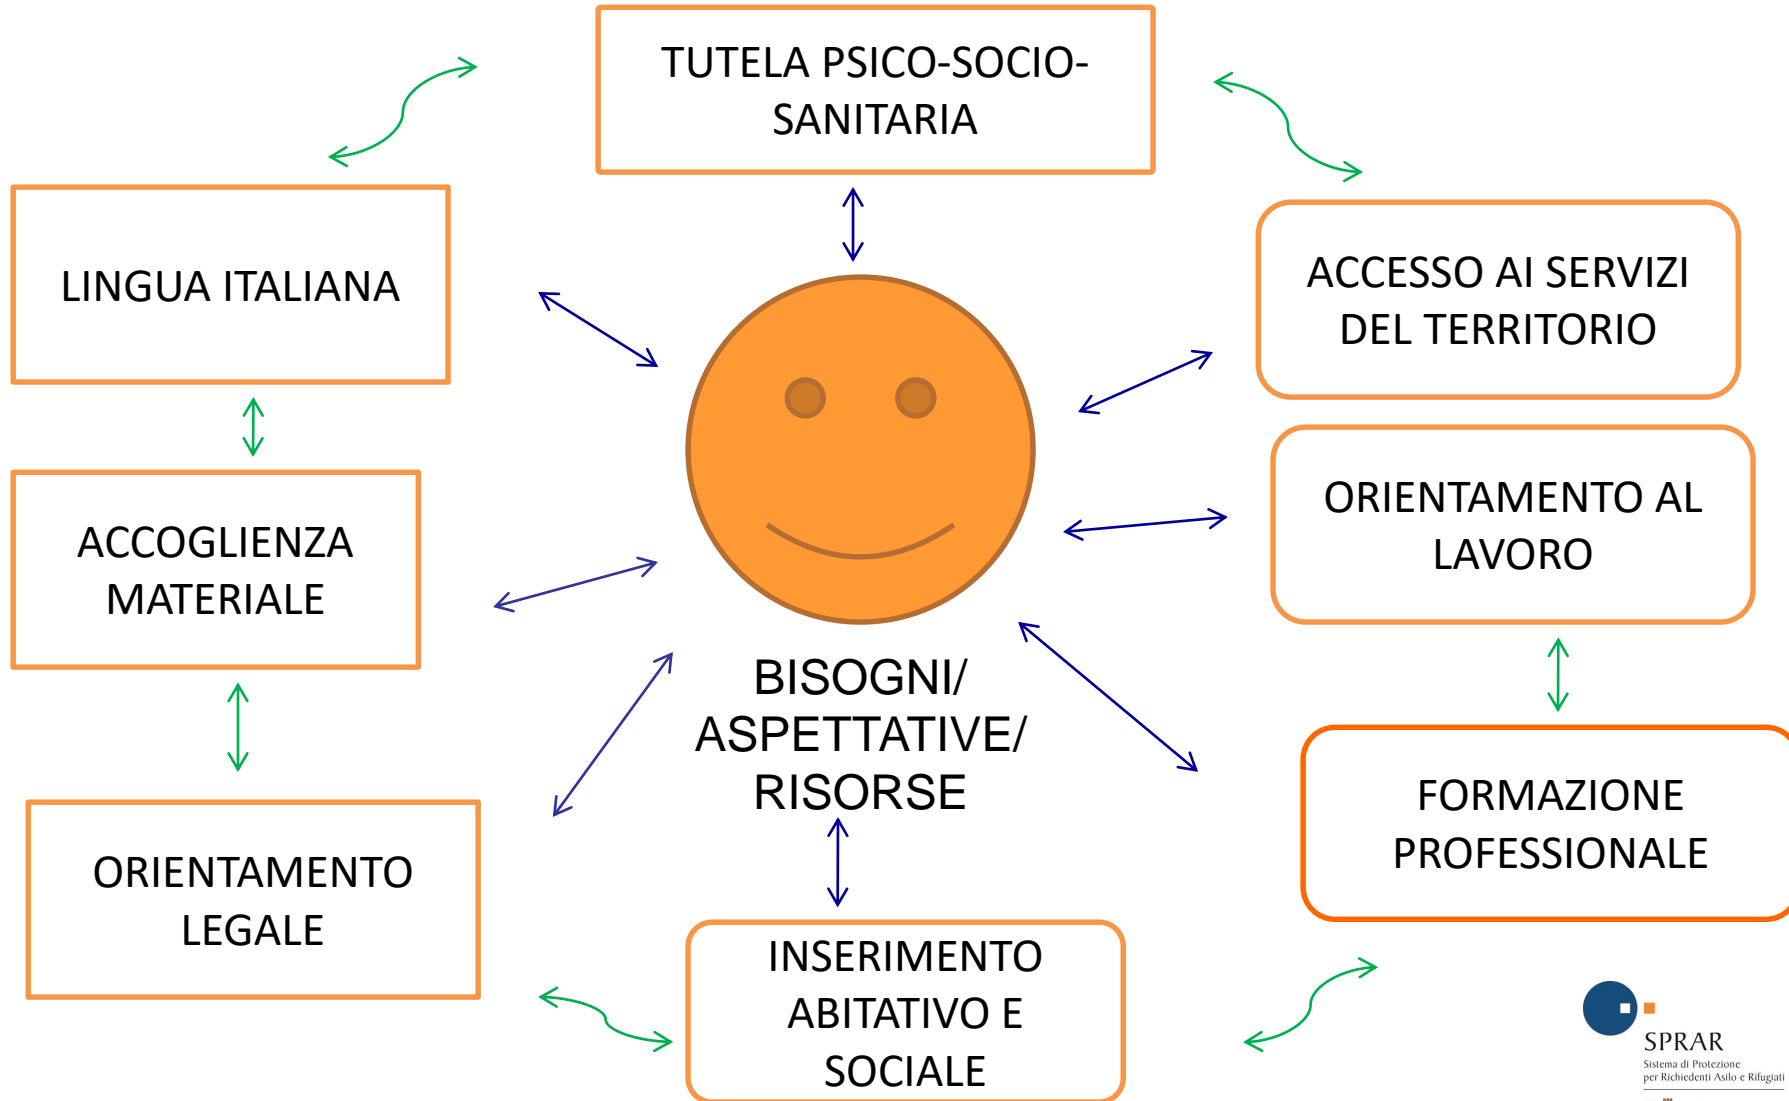 TUTELA PSICO-SOCIO-
SANITARIA
LINGUA ITALIANA
ACCESSO AI SERVIZI
DEL TERRITORIO
ORIENTAMENTO AL
LAVORO
ACCOGLIENZA
MATERIALE
BISOGNI/
ASPETTATIVE/
RISORSE
FORMAZIONE
PROFESSIONALE
ORIENTAMENTO
LEGALE
INSERIMENTO
ABITATIVO E
SOCIALE
SPRAR
Sistema di Protezione
per Richiedenti Asilo e Rifugiati